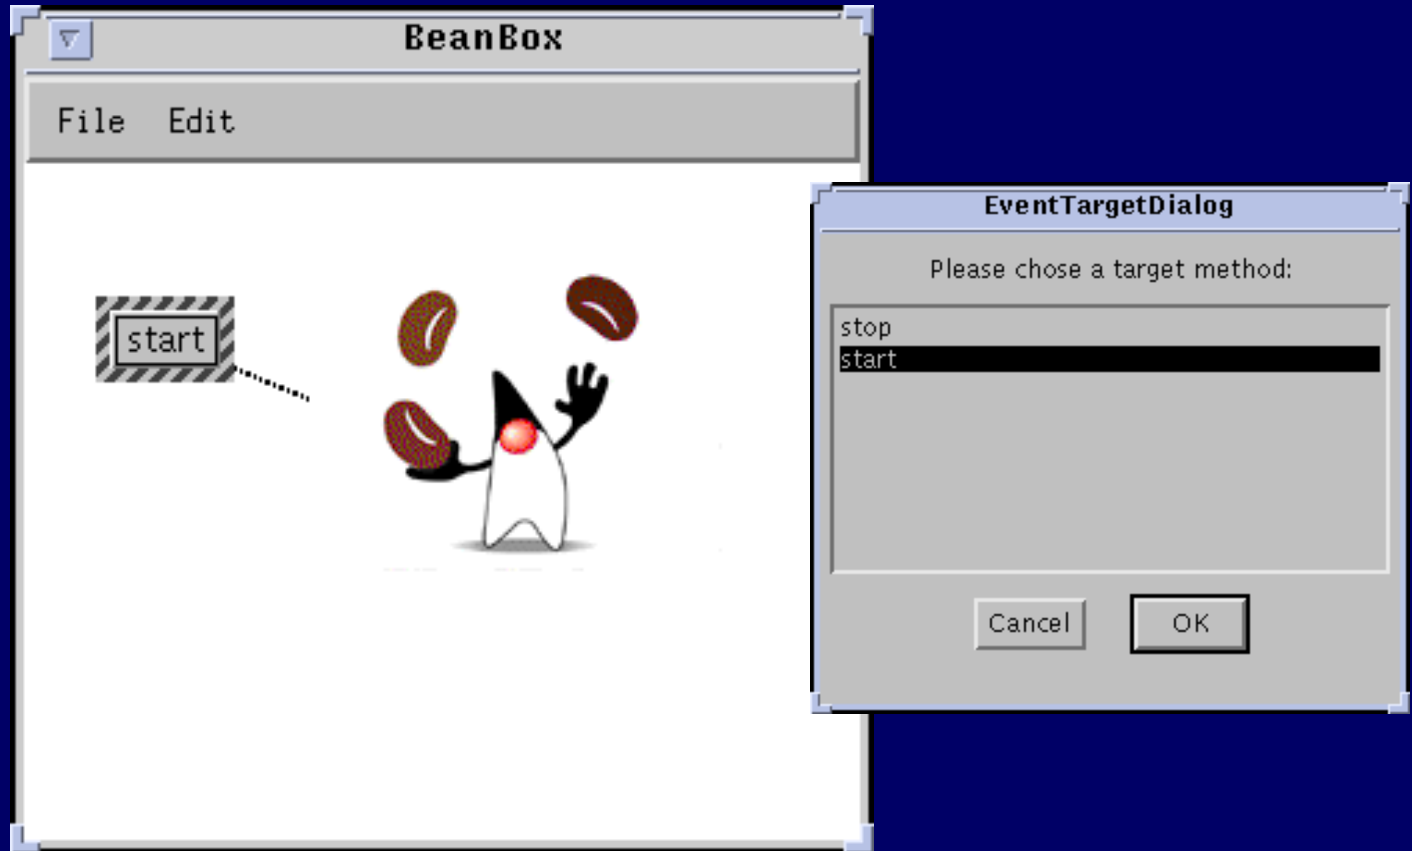 BeanBox
File Edit
start
EventTargetDialog
Please chose a target method:
stop
start
Cancel OK